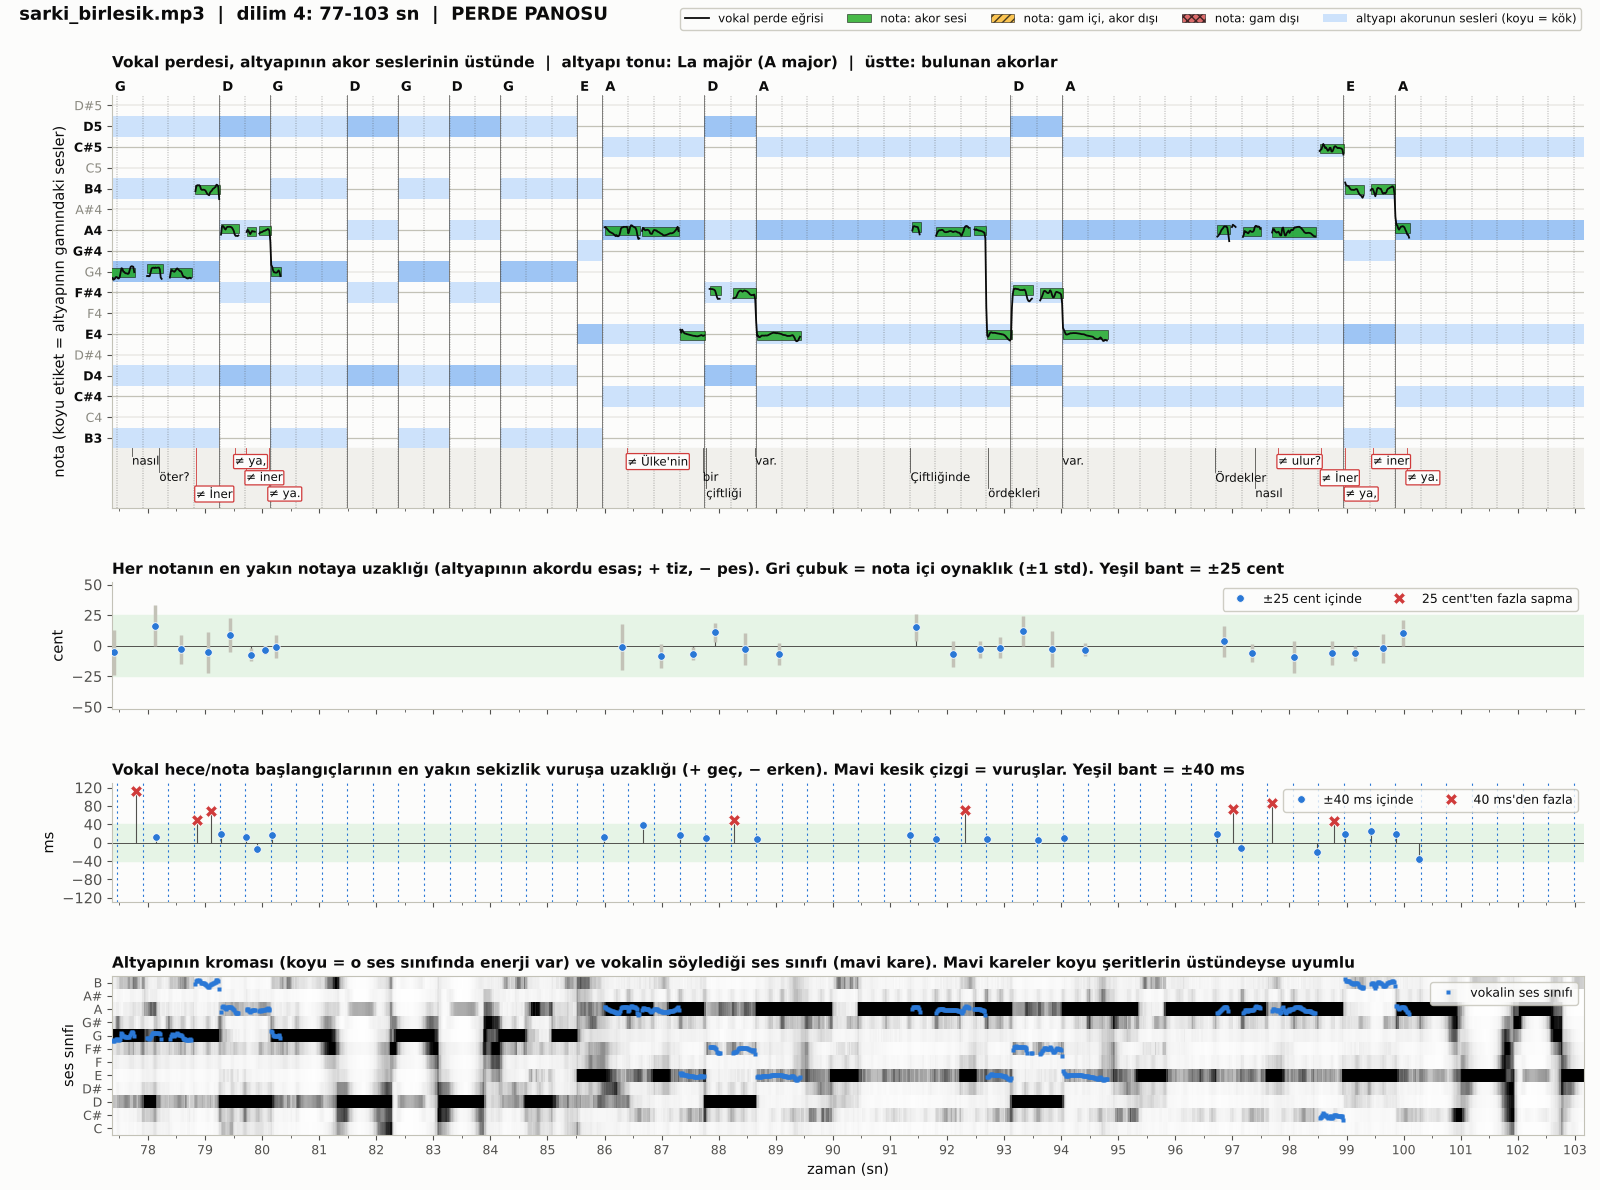 sarki_birlesik.mp3 | dilim 4: 77-103 sn | PERDE PANOSU
vokal perde eğrisi
nota: akor sesi
nota: gam içi, akor dışı
nota: gam dışı
altyapı akorunun sesleri (koyu = kök)
Vokal perdesi, altyapının akor seslerinin üstünde | altyapı tonu: La majör (A major) | üstte: bulunan akorlar
G D G D G D G E A D A D A E A
nota (koyu etiket = altyapının gamındaki sesler)
D#5
D5
C#5
C5
B4
A#4
A4
G#4
G4
F#4
F4
E4
D#4
D4
C#4
C4
B3
nasıl ≠ ya, ≠ Ülke'nin var. var. ≠ ulur? ≠ iner
öter? ≠ iner bir Çiftliğinde Ördekler ≠ İner ≠ ya.
≠ İner ≠ ya. çiftliği ördekleri nasıl ≠ ya,
Her notanın en yakın notaya uzaklığı (altyapının akordu esas; + tiz, − pes). Gri çubuk = nota içi oynaklık (±1 std). Yeşil bant = ±25 cent
cent
50
25
0
−25
−50
±25 cent içinde
25 cent'ten fazla sapma
Vokal hece/nota başlangıçlarının en yakın sekizlik vuruşa uzaklığı (+ geç, − erken). Mavi kesik çizgi = vuruşlar. Yeşil bant = ±40 ms
ms
120
80
40
0
−40
−80
−120
±40 ms içinde
40 ms'den fazla
Altyapının kroması (koyu = o ses sınıfında enerji var) ve vokalin söylediği ses sınıfı (mavi kare). Mavi kareler koyu şeritlerin üstündeyse uyumlu
ses sınıfı
B
A#
A
G#
G
F#
F
E
D#
D
C#
C
vokalin ses sınıfı
78 79 80 81 82 83 84 85 86 87 88 89 90 91 92 93 94 95 96 97 98 99 100 101 102 103
zaman (sn)